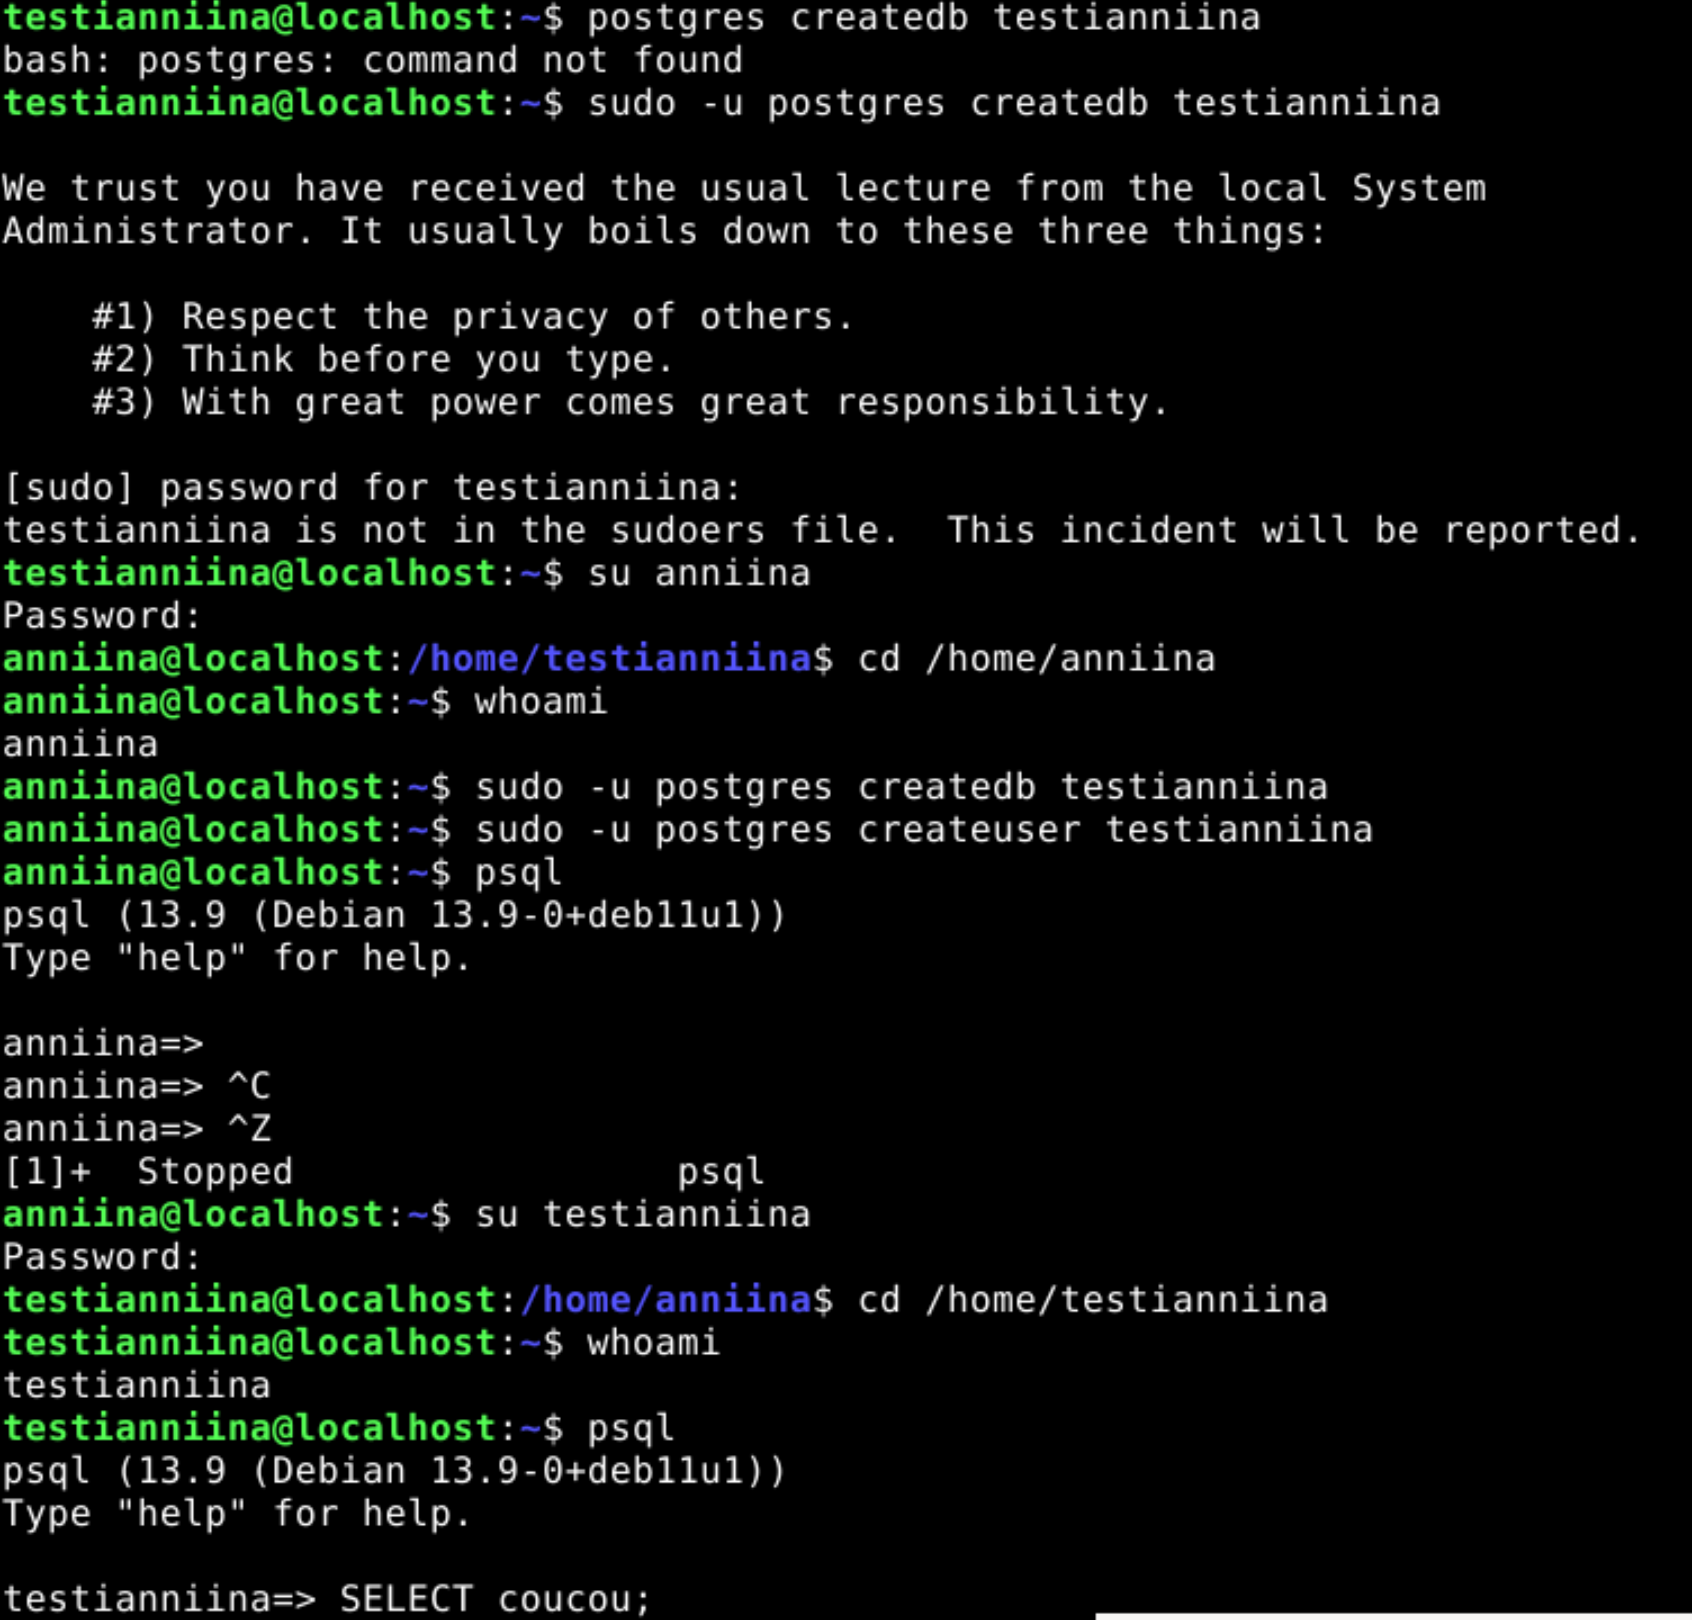 testianniina@localhost:~$ postgres createdb testianniina
bash: postgres: command not found
testianniina@localhost:~$ sudo -u postgres createdb testianniina
We trust you have received the usual lecture from the local System
Administrator. It usually boils down to these three things:
#1) Respect the privacy of others.
#2) Think before you type.
#3) With great power comes great responsibility.
[sudo] password for testianniina:
testianniina is not in the sudoers file.  This incident will be reported.
testianniina@localhost:~$ su anniina
Password:
anniina@localhost:/home/testianniina$ cd /home/anniina
anniina@localhost:~$ whoami
anniina
anniina@localhost:~$ sudo -u postgres createdb testianniina
anniina@localhost:~$ sudo -u postgres createuser testianniina
anniina@localhost:~$ psql
psql (13.9 (Debian 13.9-0+deb11u1))
Type "help" for help.
anniina=>
anniina=> ^C
anniina=> ^Z
[1]+  Stopped                 psql
anniina@localhost:~$ su testianniina
Password:
testianniina@localhost:/home/anniina$ cd /home/testianniina
testianniina@localhost:~$ whoami
testianniina
testianniina@localhost:~$ psql
psql (13.9 (Debian 13.9-0+deb11u1))
Type "help" for help.
testianniina=> SELECT coucou;